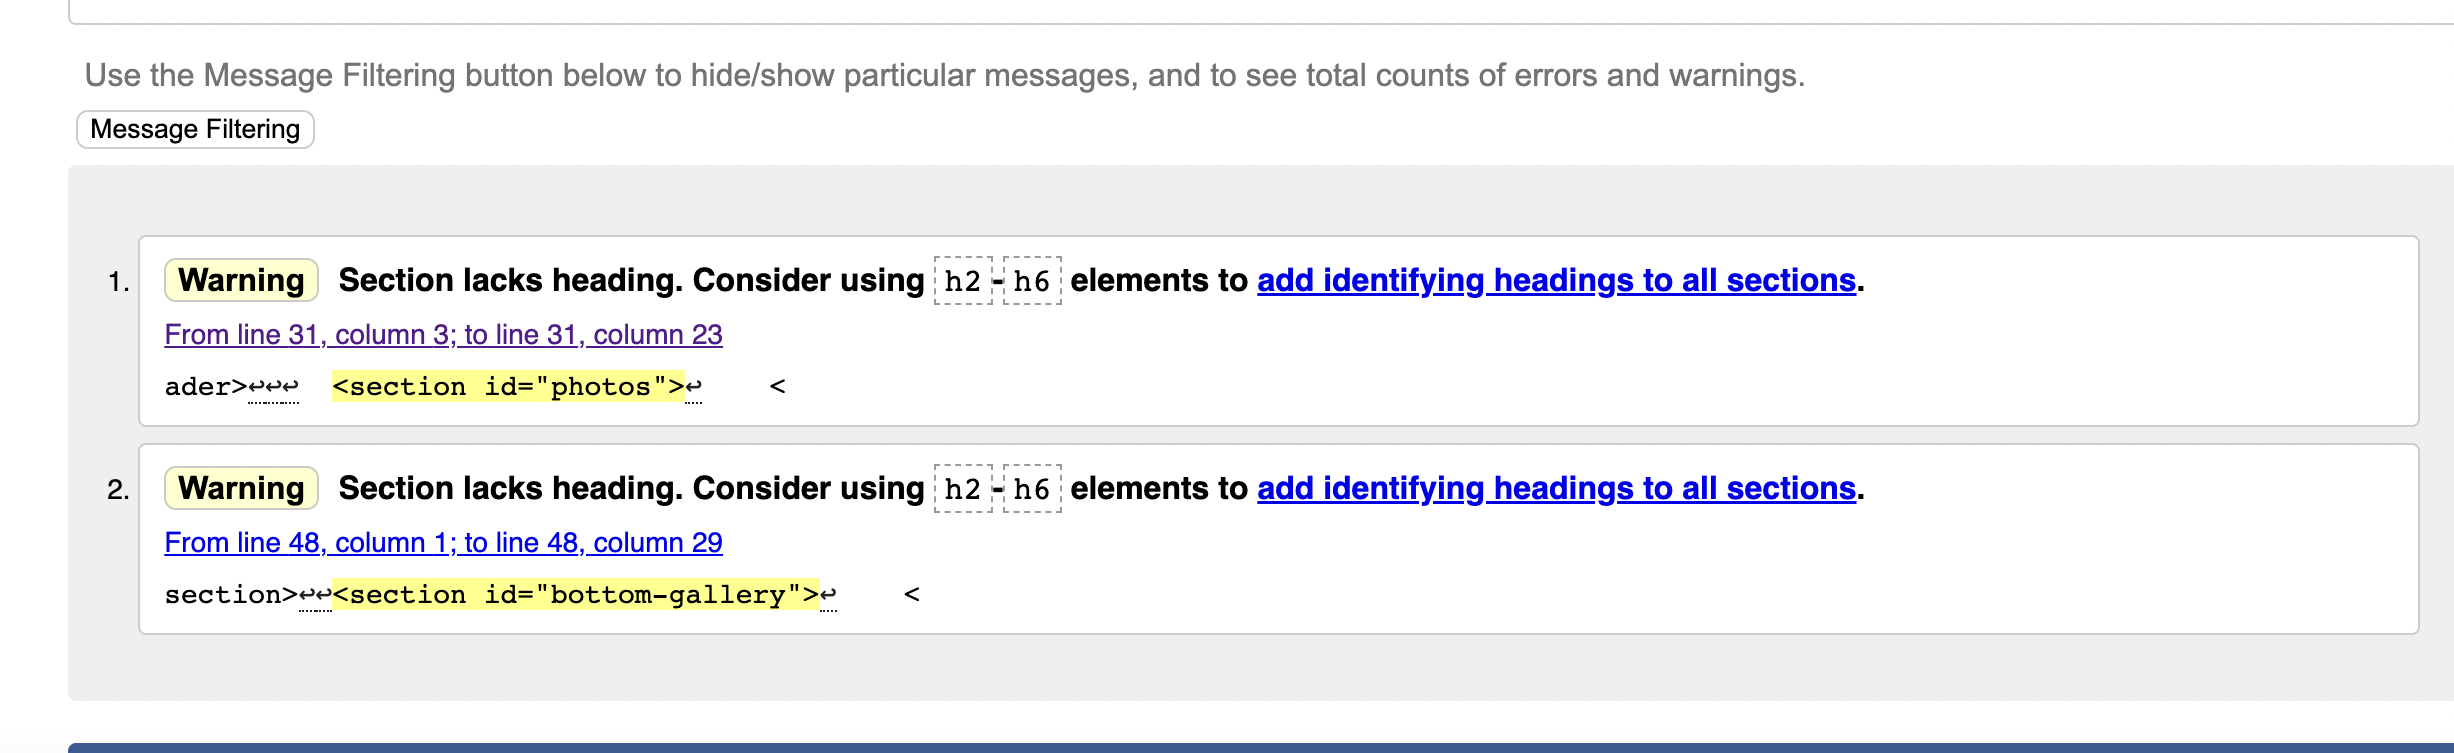 Use the Message Filtering button below to hide/show particular messages, and to see total counts of errors and warnings.
Message Filtering
1. Warning Section lacks heading. Consider using h2-h6 elements to add identifying headings to all sections.
From line 31, column 3; to line 31, column 23
ader>↩↩↩  <section id="photos">↩    <
2. Warning Section lacks heading. Consider using h2-h6 elements to add identifying headings to all sections.
From line 48, column 1; to line 48, column 29
section>↩↩<section id="bottom-gallery">↩    <